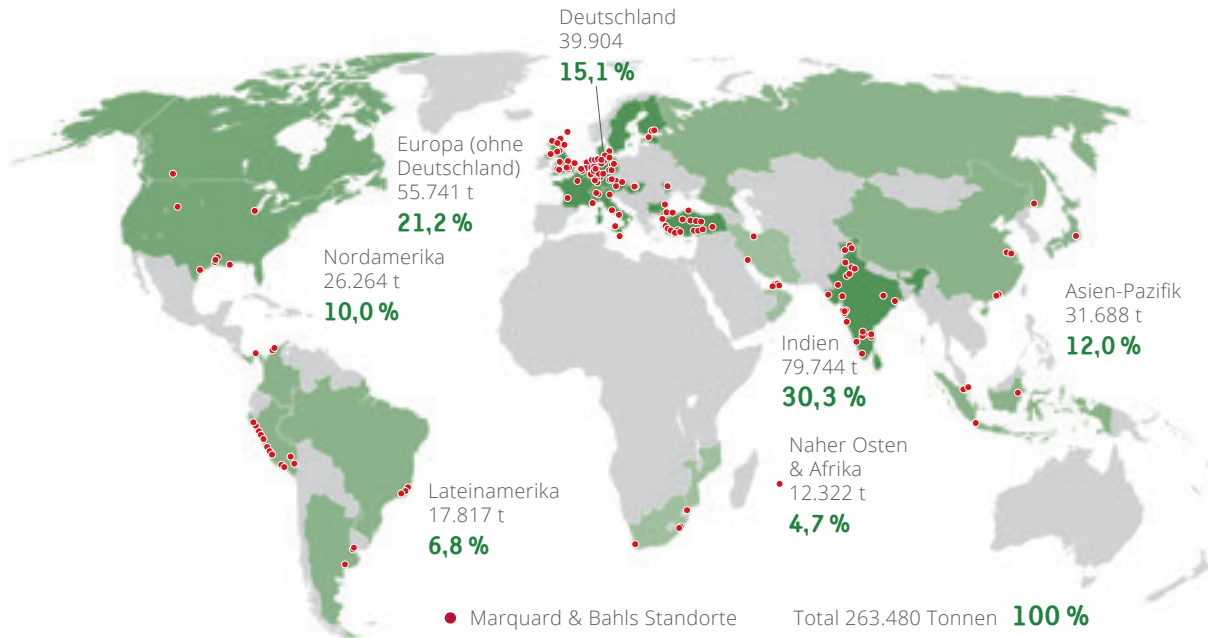 Deutschland
39.904
15,1 %
Europa (ohne
Deutschland)
55.741 t
21,2 %
Nordamerika
26.264 t
10,0 %
Asien-Pazifik
31.688 t
12,0 %
Indien
79.744 t
30,3 %
Naher Osten
& Afrika
12.322 t
4,7 %
Lateinamerika
17.817 t
6,8 %
Marquard & Bahls Standorte
Total 263.480 Tonnen 100 %